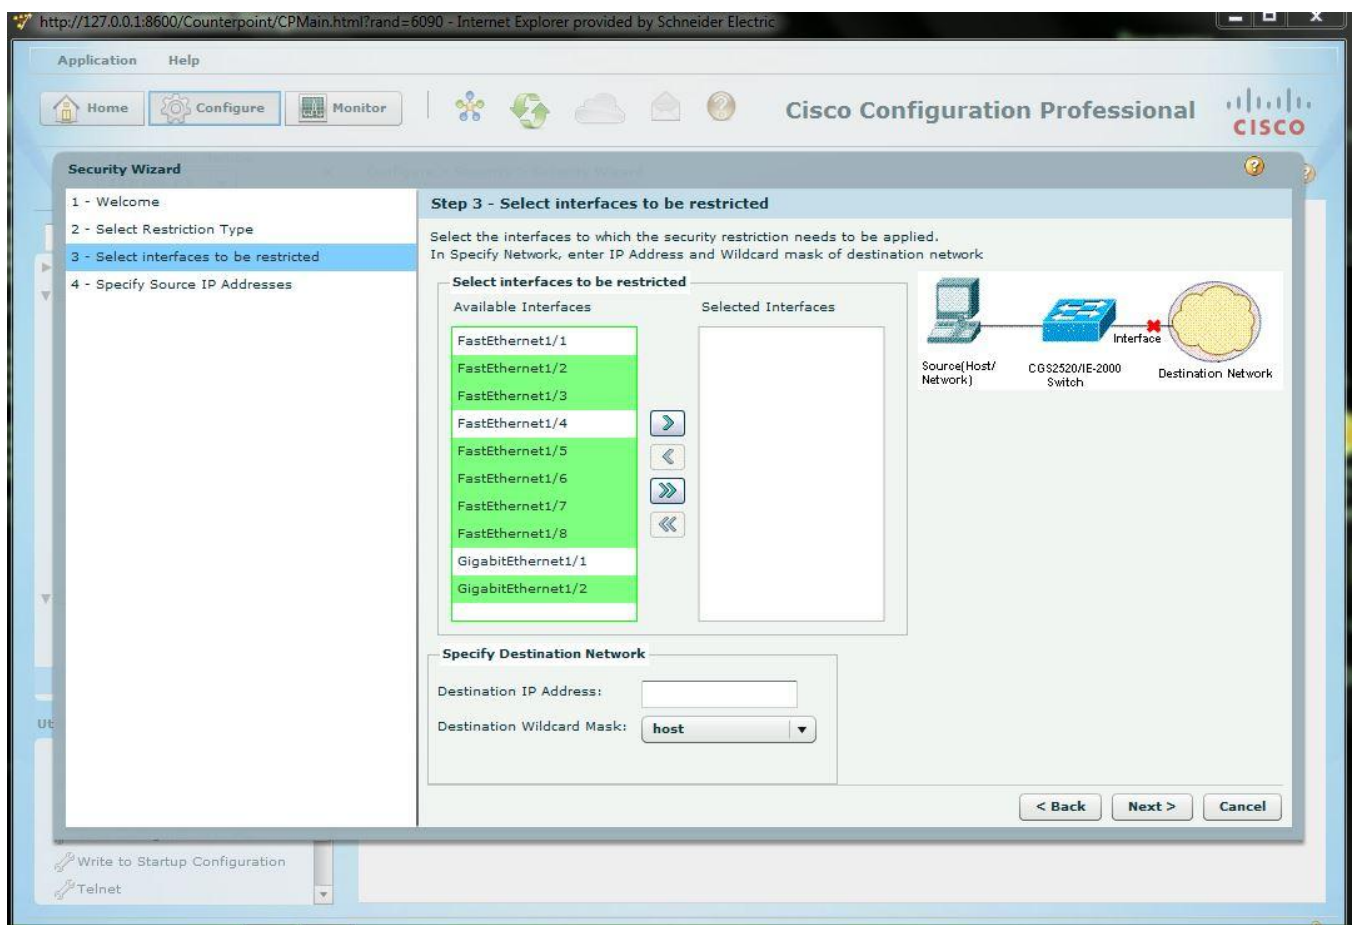 http://127.0.0.1:8600/Counterpoint/CPMain.html?rand=6090 - Internet Explorer provided by Schneider Electric
Application Help
Home Configure Monitor
Cisco Configuration Professional
CISCO
Security Wizard
1 - Welcome
2 - Select Restriction Type
3 - Select interfaces to be restricted
4 - Specify Source IP Addresses
Step 3 - Select interfaces to be restricted
Select the interfaces to which the security restriction needs to be applied.
In Specify Network, enter IP Address and Wildcard mask of destination network
Select interfaces to be restricted
Available Interfaces
Selected Interfaces
FastEthernet1/1
FastEthernet1/2
FastEthernet1/3
FastEthernet1/4
FastEthernet1/5
FastEthernet1/6
FastEthernet1/7
FastEthernet1/8
GigabitEthernet1/1
GigabitEthernet1/2
Interface
Source(Host/
Network)
CGS2520/IE-2000
Switch
Destination Network
Specify Destination Network
Destination IP Address:
Destination Wildcard Mask: host
< Back Next > Cancel
Write to Startup Configuration
Telnet